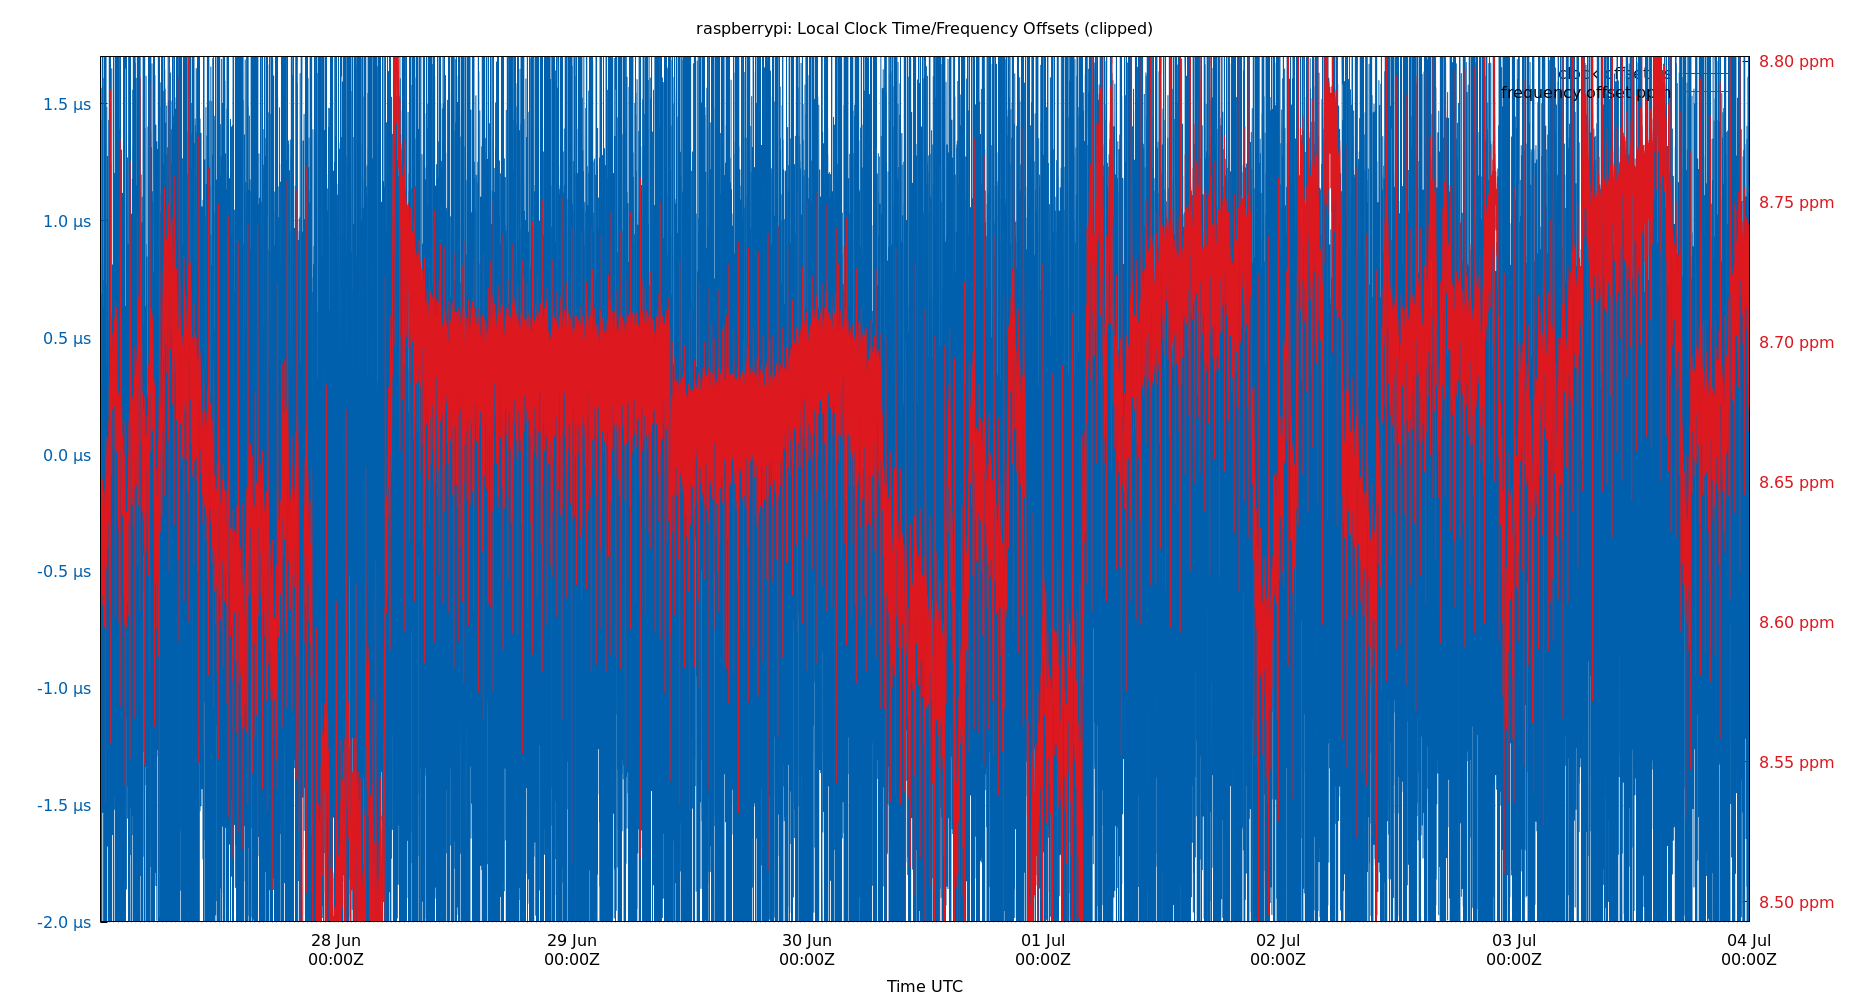 raspberrypi: Local Clock Time/Frequency Offsets (clipped)
8.80 ppm
clock offset
frequency offset ppm
1.5 µs
1.0 µs
8.75 ppm
0.5 µs
8.70 ppm
0.0 µs
8.65 ppm
-0.5 µs
8.60 ppm
-1.0 µs
8.55 ppm
-1.5 µs
8.50 ppm
-2.0 µs
28 Jun 29 Jun 30 Jun 01 Jul 02 Jul 03 Jul 04 Jul
00:00Z 00:00Z 00:00Z 00:00Z 00:00Z 00:00Z 00:00Z
Time UTC